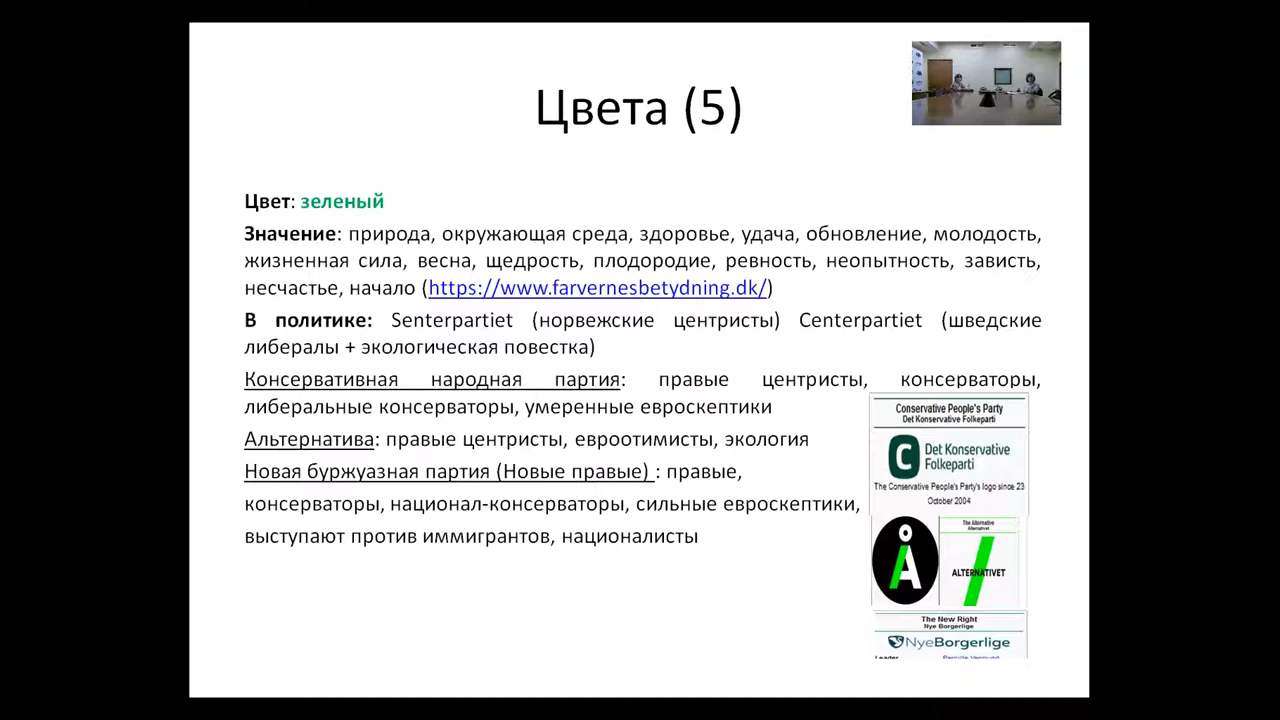 Цвета (5)
Цвет: зеленый
Значение: природа, окружающая среда, здоровье, удача, обновление, молодость,
жизненная сила, весна, щедрость, плодородие, ревность, неопытность, зависть,
несчастье, начало (https://www.farvernesbetydning.dk/)
В политике: Senterpartiet (норвежские центристы) Centerpartiet (шведские
либералы + экологическая повестка)
Консервативная народная партия: правые центристы, консерваторы,
либеральные консерваторы, умеренные евроскептики
Альтернатива: правые центристы, евроотимисты, экология
Новая буржуазная партия (Новые правые) : правые,
консерваторы, национал-консерваторы, сильные евроскептики,
выступают против иммигрантов, националисты
Conservative People's Party
Det Konservative Folkeparti
C Det Konservative
Folkeparti
The Conservative People's Party's logo since 23
October 2004
Å
The Alternative
Alternativet
ALTERNATIVET
The New Right
Nye Borgerlige
NyeBorgerlige